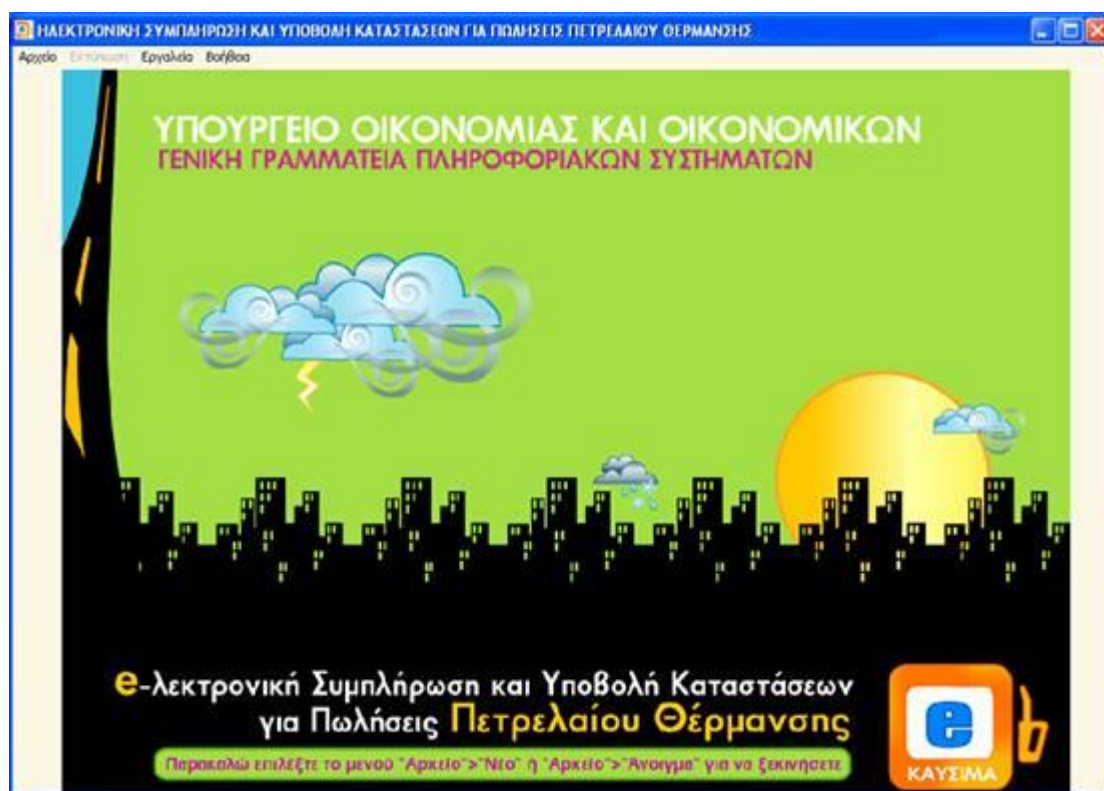 ΗΛΕΚΤΡΟΝΙΚΗ ΣΥΜΠΛΗΡΩΣΗ ΚΑΙ ΥΠΟΒΟΛΗ ΚΑΤΑΣΤΑΣΕΩΝ ΓΙΑ ΠΩΛΗΣΕΙΣ ΠΕΤΡΕΛΑΙΟΥ ΘΕΡΜΑΝΣΗΣ
Αρχείο Εκτύπωση Εργαλεία Βοήθεια
ΥΠΟΥΡΓΕΙΟ ΟΙΚΟΝΟΜΙΑΣ ΚΑΙ ΟΙΚΟΝΟΜΙΚΩΝ
ΓΕΝΙΚΗ ΓΡΑΜΜΑΤΕΙΑ ΠΛΗΡΟΦΟΡΙΑΚΩΝ ΣΥΣΤΗΜΑΤΩΝ
e-λεκτρονική Συμπλήρωση και Υποβολή Καταστάσεων
για Πωλήσεις Πετρελαίου Θέρμανσης
Παρακαλώ επιλέξτε το μενού "Αρχείο">"Νέο" ή "Αρχείο">"Άνοιγμα" για να ξεκινήσετε
e
ΚΑΥΣΙΜΑ